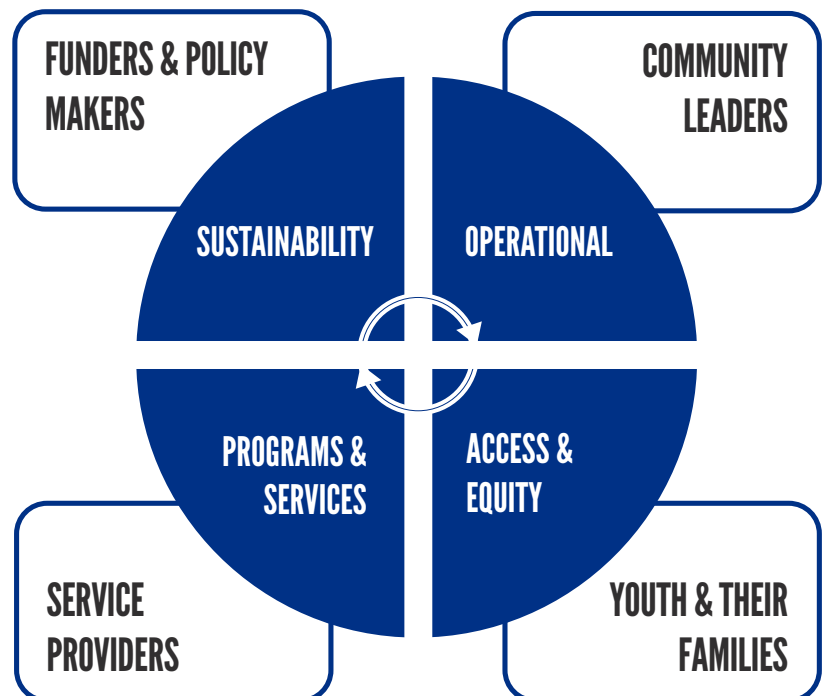 FUNDERS & POLICY
MAKERS
COMMUNITY
LEADERS
SUSTAINABILITY
OPERATIONAL
PROGRAMS &
SERVICES
ACCESS &
EQUITY
SERVICE
PROVIDERS
YOUTH & THEIR
FAMILIES